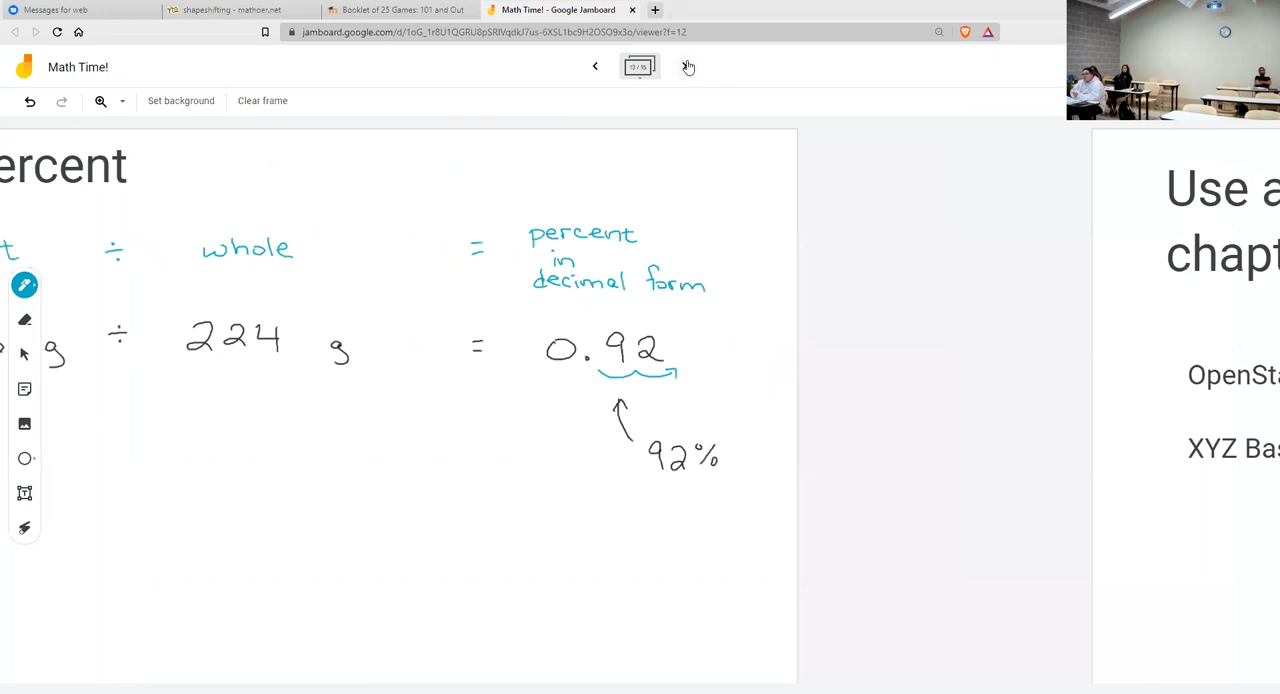 Messages for web
shapeshifting - mathoer.net
Booklet of 25 Games: 101 and Out
Math Time! - Google Jamboard
jamboard.google.com/d/1oG_1r8U1QGRU8pSRIVqdkJ7us-6XSL1bc9H2OSO9x3o/viewer?f=12
Math Time!
13 / 15
Set background
Clear frame
ercent
t ÷ whole = percent in decimal form
g ÷ 224 g = 0.92
92%
Use a
chapt
OpenSta
XYZ Bas